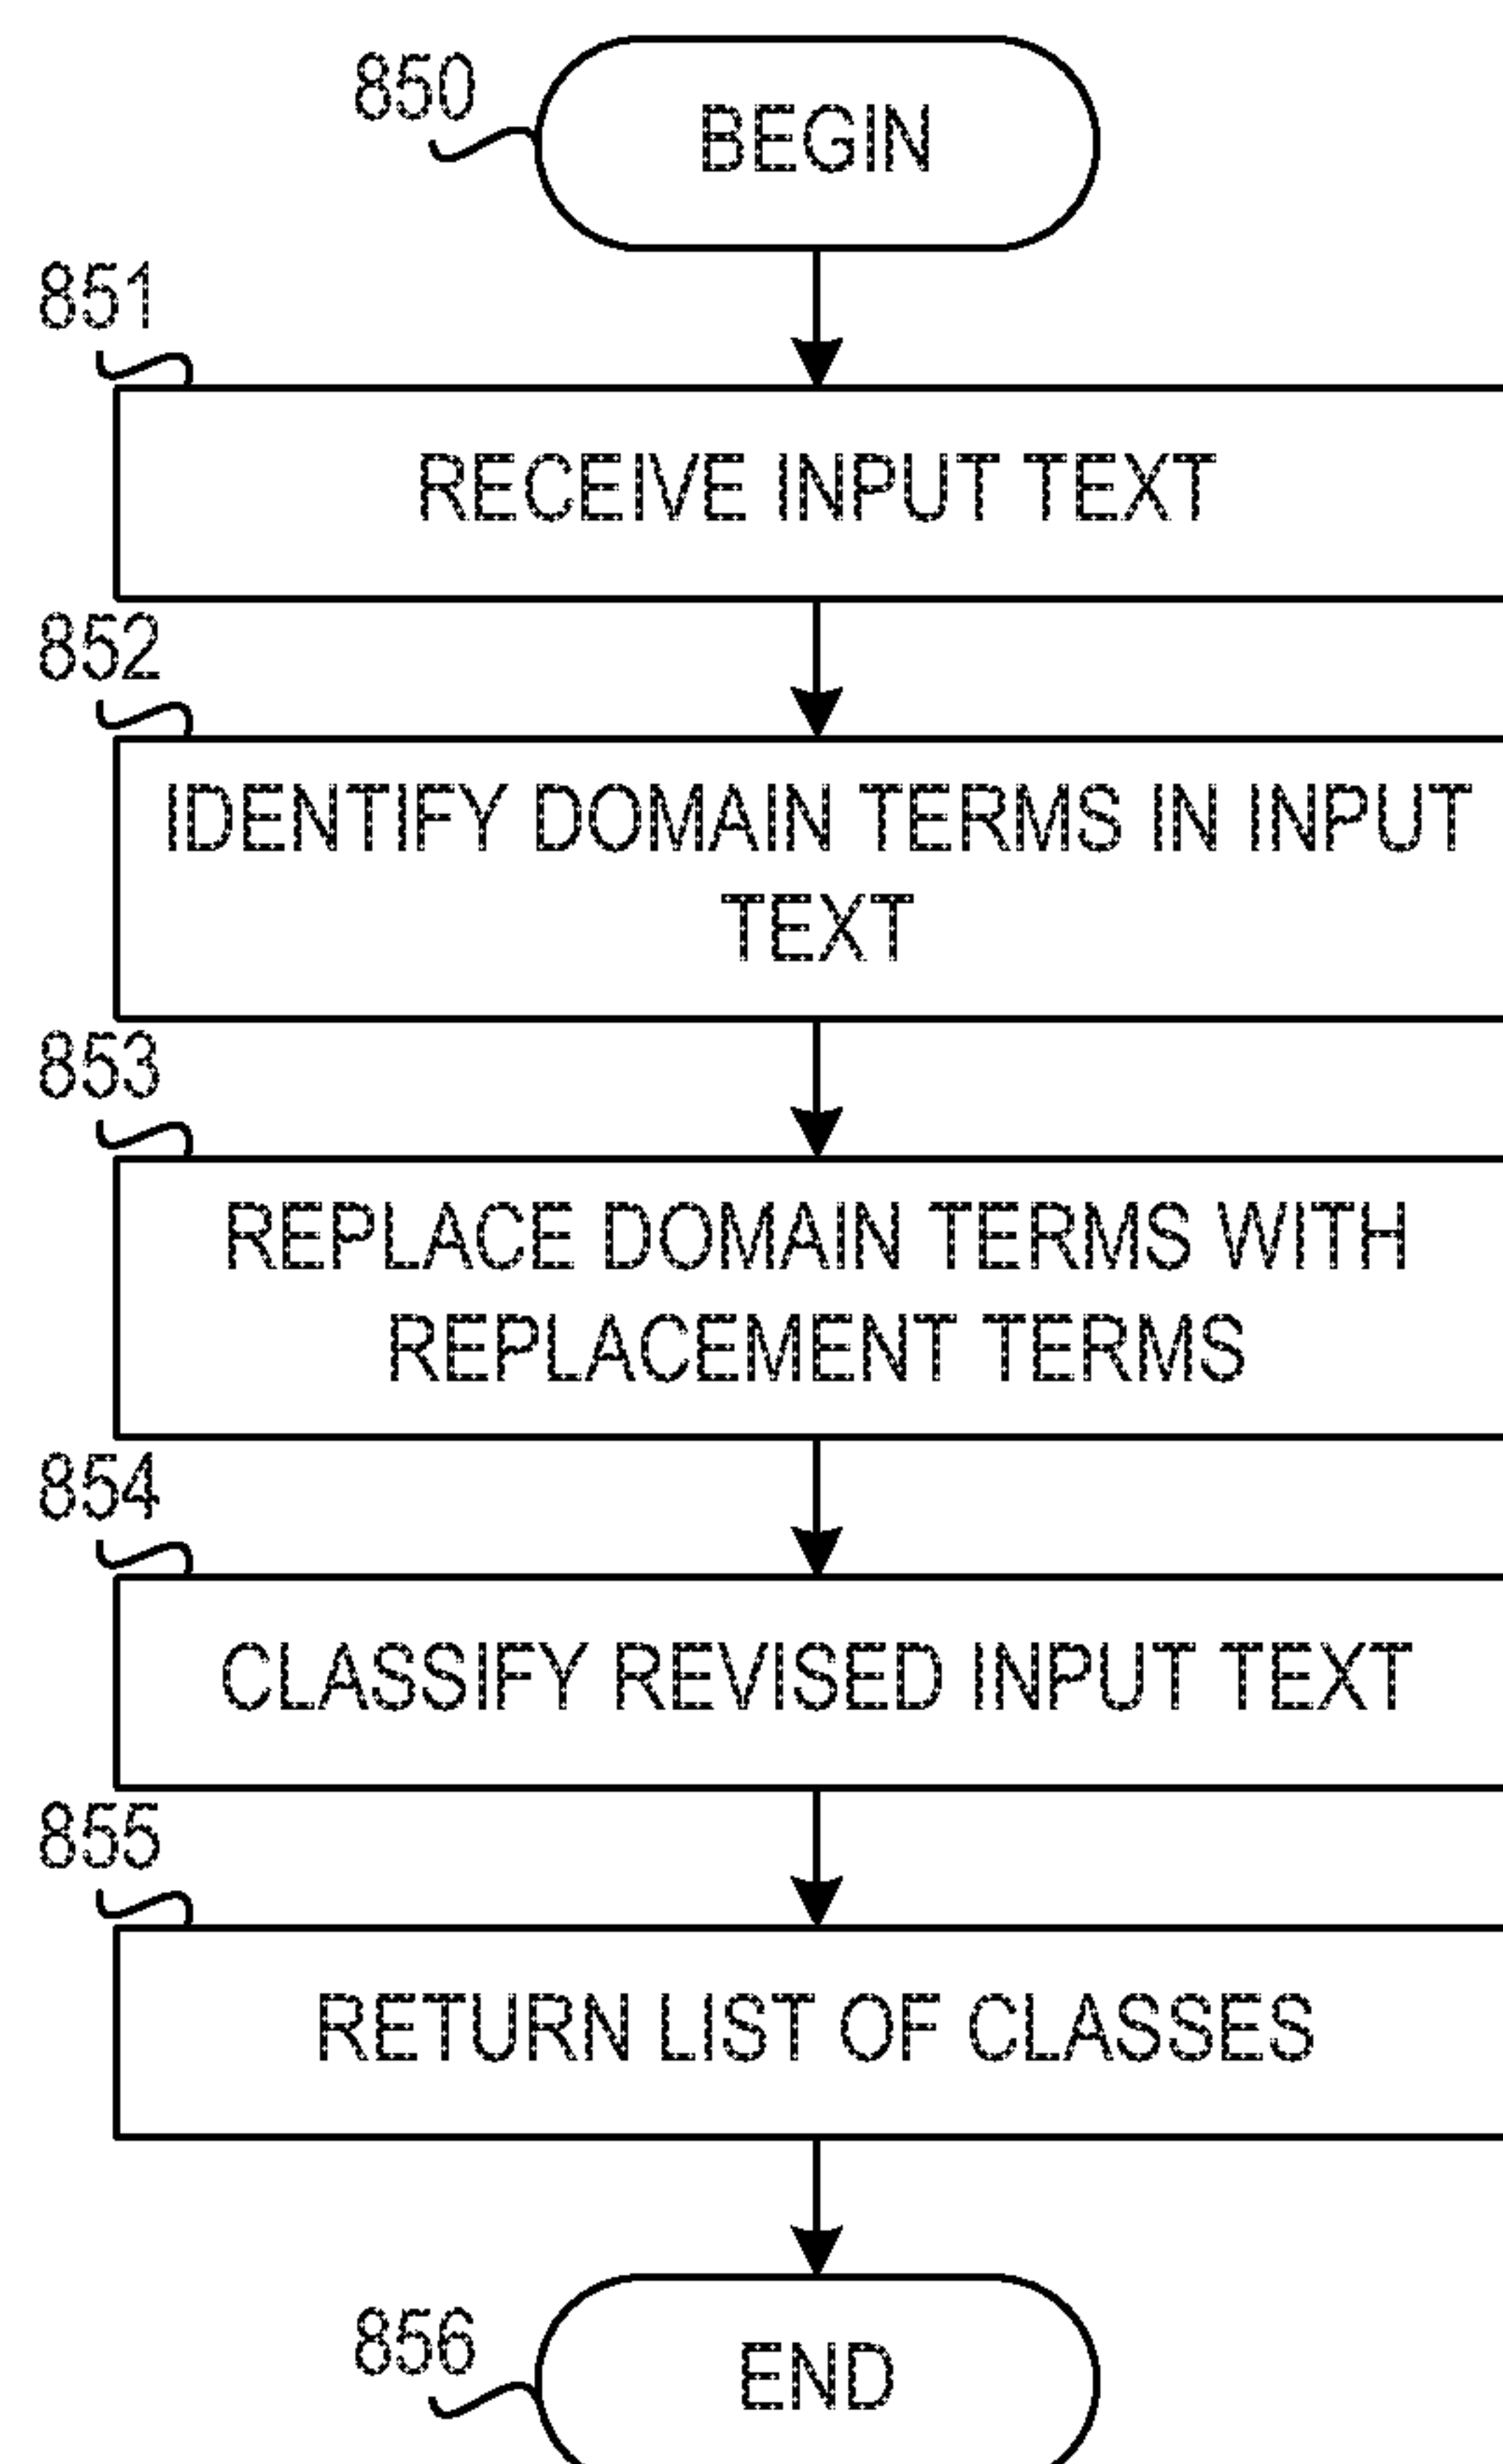 850
BEGIN
851
RECEIVE INPUT TEXT
852
IDENTIFY DOMAIN TERMS IN INPUT
TEXT
853
REPLACE DOMAIN TERMS WITH
REPLACEMENT TERMS
854
CLASSIFY REVISED INPUT TEXT
855
RETURN LIST OF CLASSES
856
END